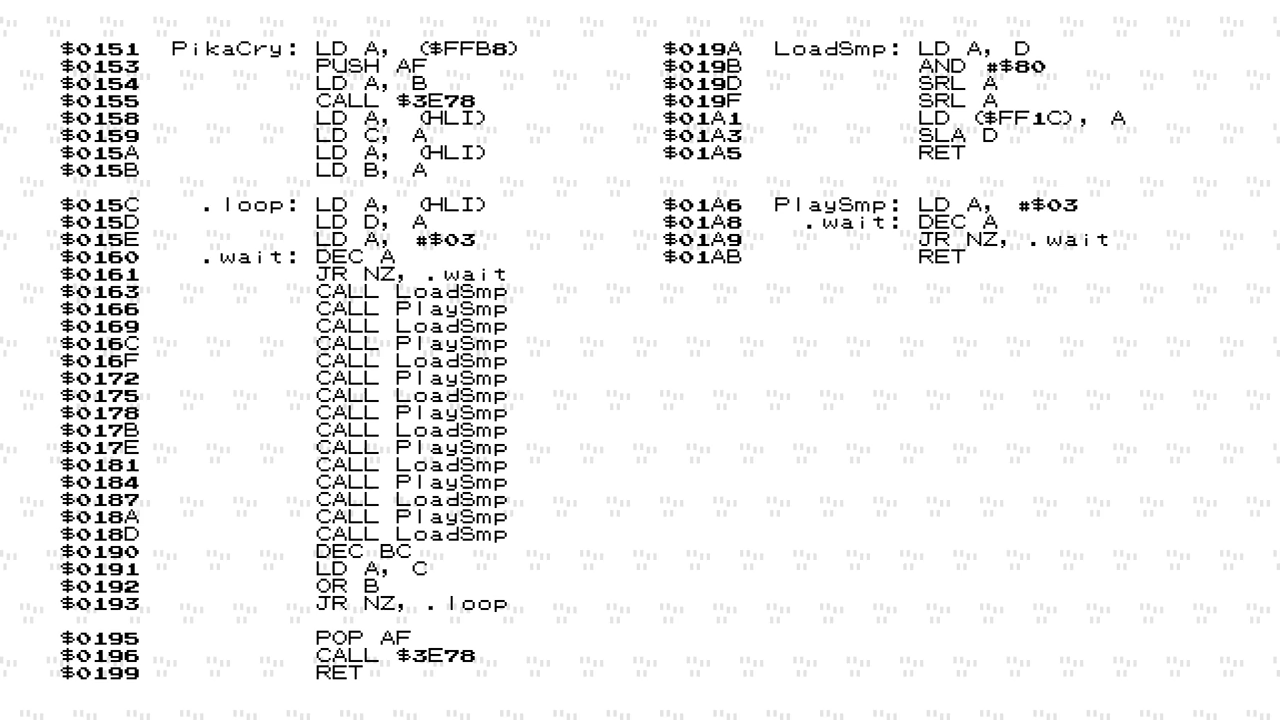 $0151 PikaCry: LD A, ($FFB8)
$0153 PUSH AF
$0154 LD A, B
$0155 CALL $3E78
$0158 LD A, (HLI)
$0159 LD C, A
$015A LD A, (HLI)
$015B LD B, A
$015C .loop: LD A, (HLI)
$015D LD D, A
$015E LD A, #$03
$0160 .wait: DEC A
$0161 JR NZ, .wait
$0163 CALL LoadSmp
$0166 CALL PlaySmp
$0169 CALL LoadSmp
$016C CALL PlaySmp
$016F CALL LoadSmp
$0172 CALL PlaySmp
$0175 CALL LoadSmp
$0178 CALL PlaySmp
$017B CALL LoadSmp
$017E CALL PlaySmp
$0181 CALL LoadSmp
$0184 CALL PlaySmp
$0187 CALL LoadSmp
$018A CALL PlaySmp
$018D CALL LoadSmp
$0190 DEC BC
$0191 LD A, C
$0192 OR B
$0193 JR NZ, .loop
$0195 POP AF
$0196 CALL $3E78
$0199 RET
$019A LoadSmp: LD A, D
$019B AND #$80
$019D SRL A
$019F SRL A
$01A1 LD ($FF1C), A
$01A3 SLA D
$01A5 RET
$01A6 PlaySmp: LD A, #$03
$01A8 .wait: DEC A
$01A9 JR NZ, .wait
$01AB RET